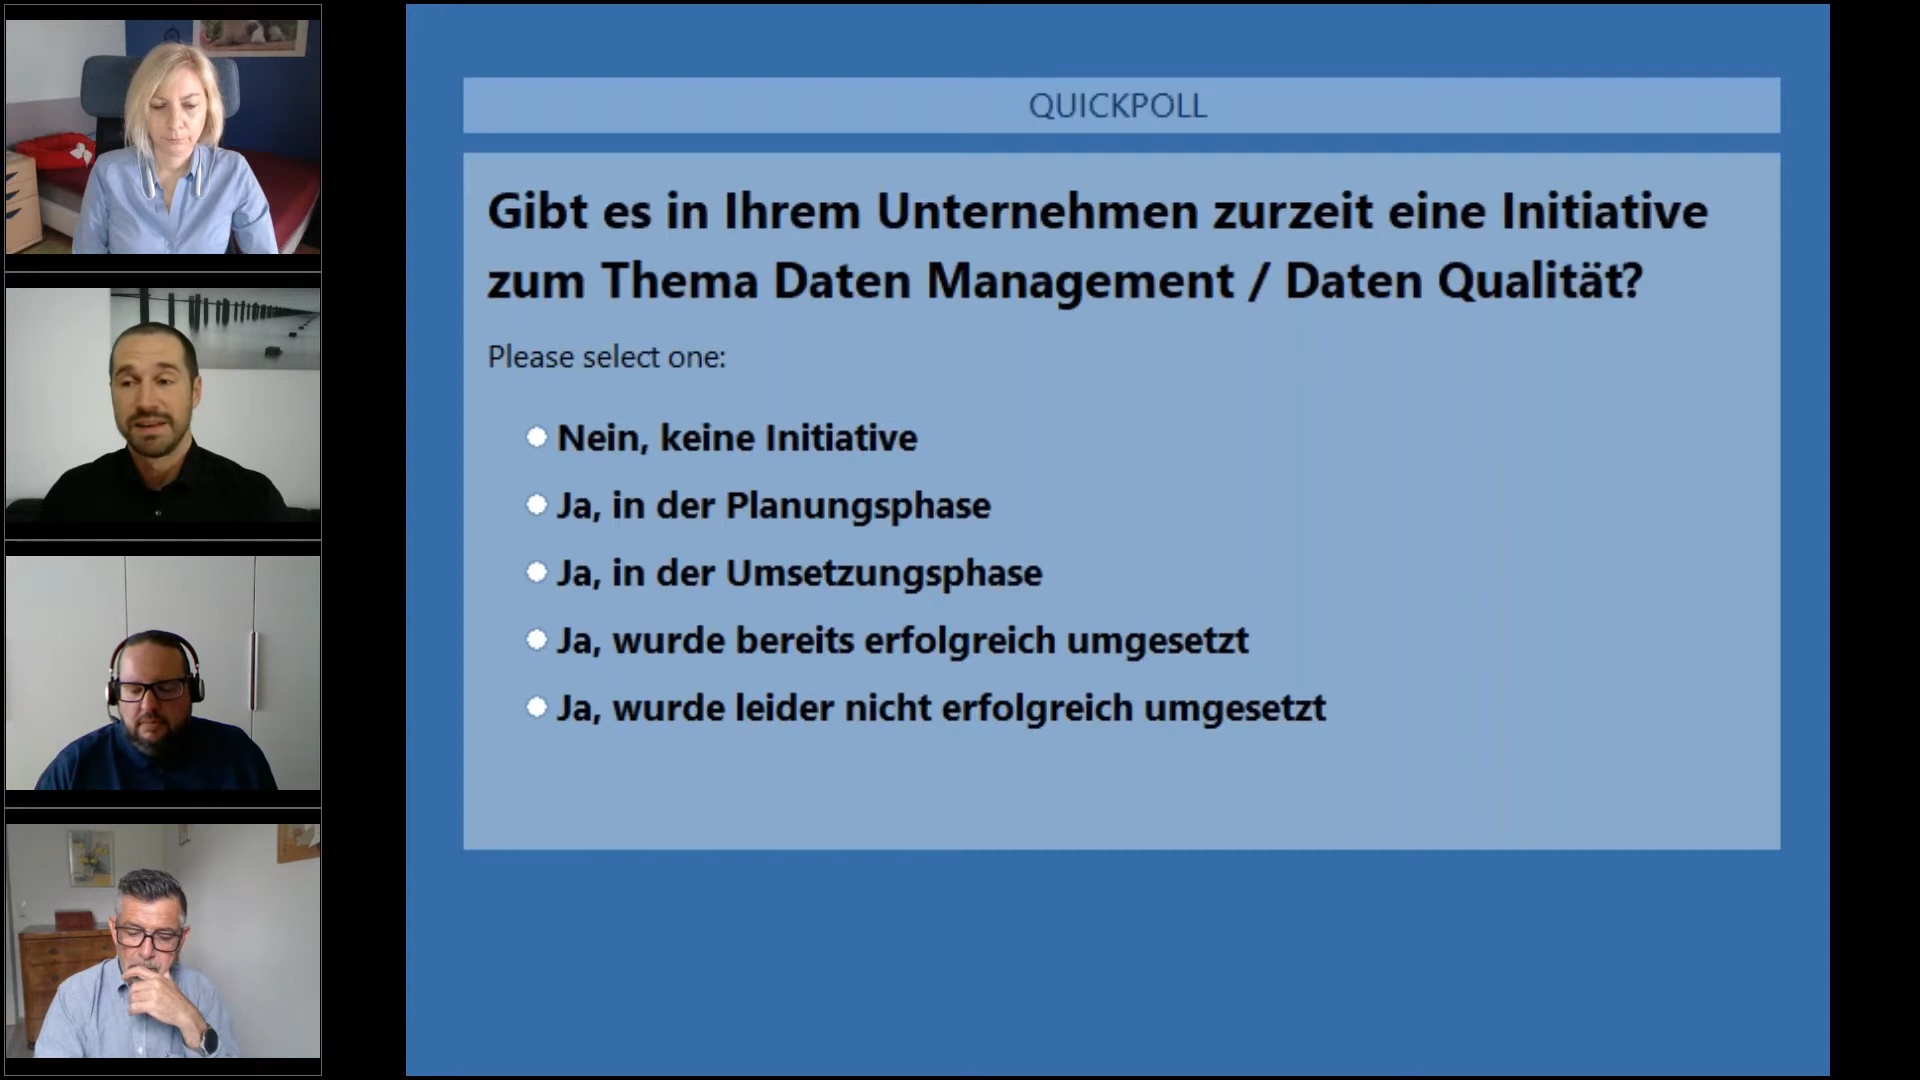 QUICKPOLL
Gibt es in Ihrem Unternehmen zurzeit eine Initiative
zum Thema Daten Management / Daten Qualität?
Please select one:
Nein, keine Initiative
Ja, in der Planungsphase
Ja, in der Umsetzungsphase
Ja, wurde bereits erfolgreich umgesetzt
Ja, wurde leider nicht erfolgreich umgesetzt